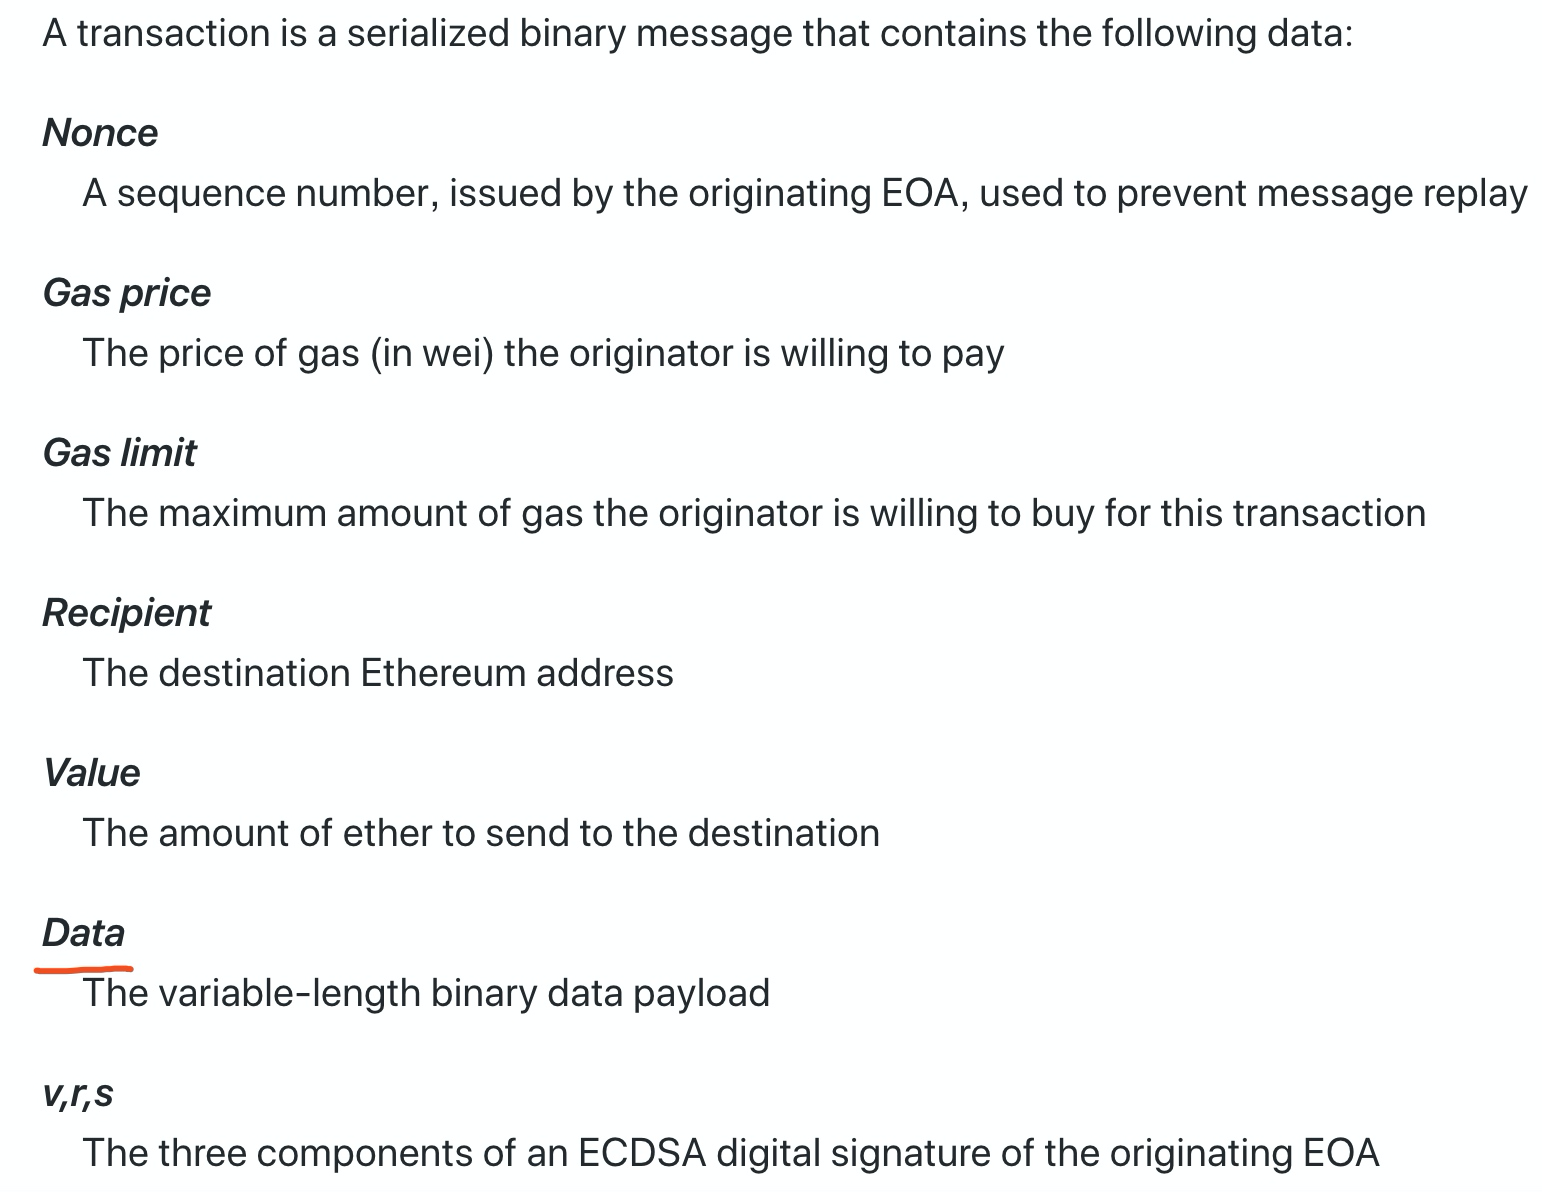 A transaction is a serialized binary message that contains the following data:
Nonce
A sequence number, issued by the originating EOA, used to prevent message replay
Gas price
The price of gas (in wei) the originator is willing to pay
Gas limit
The maximum amount of gas the originator is willing to buy for this transaction
Recipient
The destination Ethereum address
Value
The amount of ether to send to the destination
Data
The variable-length binary data payload
v,r,s
The three components of an ECDSA digital signature of the originating EOA